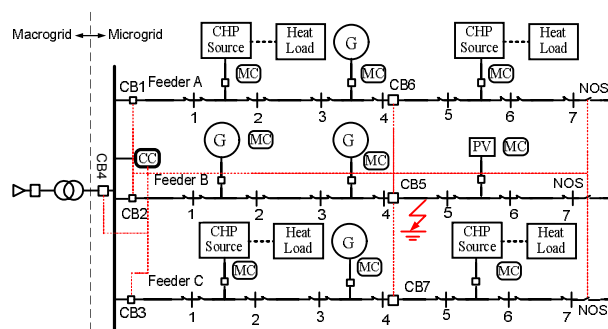 Macrogrid
Microgrid
CHP
Source
Heat
Load
MC
G
MC
CHP
Source
Heat
Load
MC
CB1
Feeder A
CB6
NOS
1
2
3
4
5
6
7
G
MC
G
MC
PV
MC
CB4
CC
Feeder B
CB5
NOS
CB2
1
2
3
4
5
6
7
CHP
Source
Heat
Load
MC
G
MC
CHP
Source
Heat
Load
MC
Feeder C
CB7
NOS
CB3
1
2
3
4
5
6
7